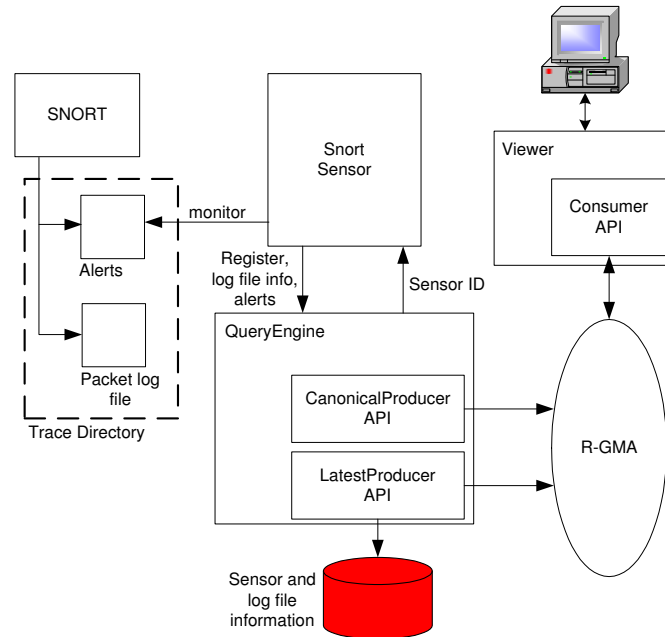 SNORT
Snort
Sensor
Viewer
Consumer
API
monitor
Alerts
Register,
log file info,
alerts
Sensor ID
QueryEngine
Packet log
file
Trace Directory
CanonicalProducer
API
R-GMA
LatestProducer
API
Sensor and
log file
information